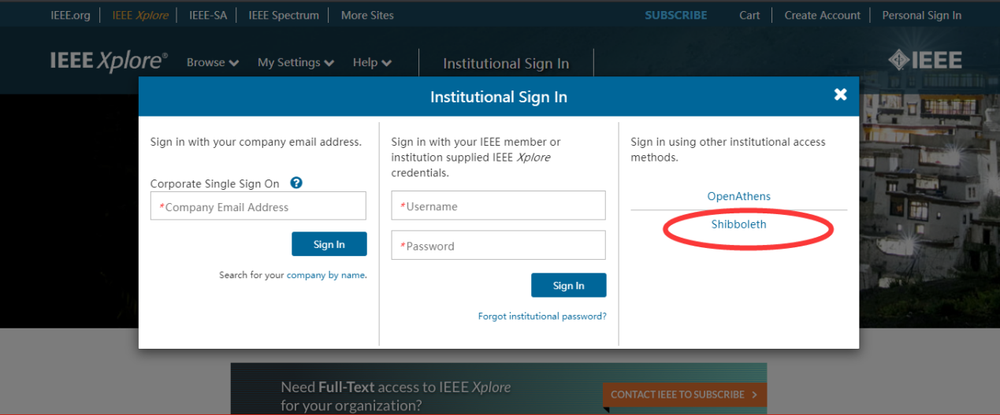 IEEE.org IEEE Xplore IEEE-SA IEEE Spectrum More Sites SUBSCRIBE Cart Create Account Personal Sign In
IEEE Xplore® Browse My Settings Help Institutional Sign In IEEE
Institutional Sign In
Sign in with your company email address.
Corporate Single Sign On ?
*Company Email Address
Sign In
Search for your company by name.
Sign in with your IEEE member or
institution supplied IEEE Xplore
credentials.
*Username
*Password
Sign In
Forgot institutional password?
Sign in using other institutional access
methods.
OpenAthens
Shibboleth
Need Full-Text access to IEEE Xplore
for your organization?
CONTACT IEEE TO SUBSCRIBE >